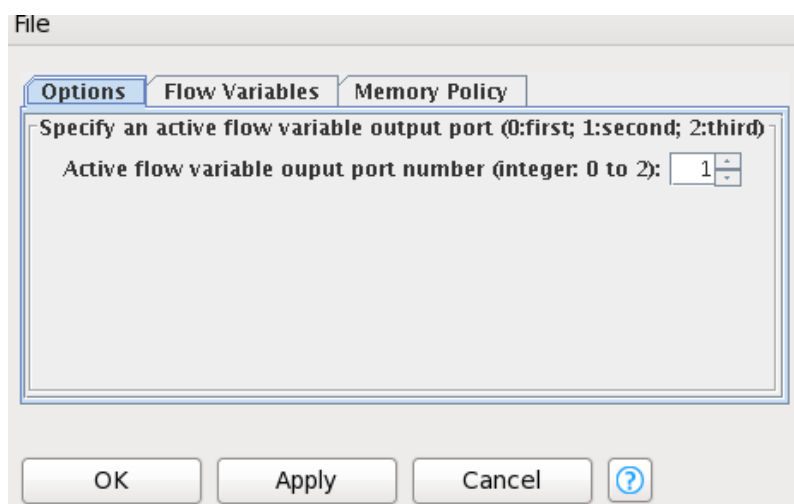 File
Options Flow Variables Memory Policy
Specify an active flow variable output port (0:first; 1:second; 2:third)
Active flow variable ouput port number (integer: 0 to 2): 1
OK Apply Cancel ?